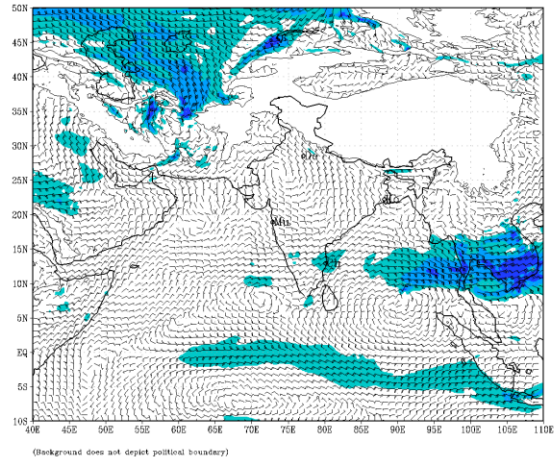 50N
45N
40N
35N
30N
25N
20N
15N
10N
5N
EQ
5S
10S
40E 45E 50E 55E 60E 65E 70E 75E 80E 85E 90E 95E 100E 105E 110E
(Background does not depict political boundary)